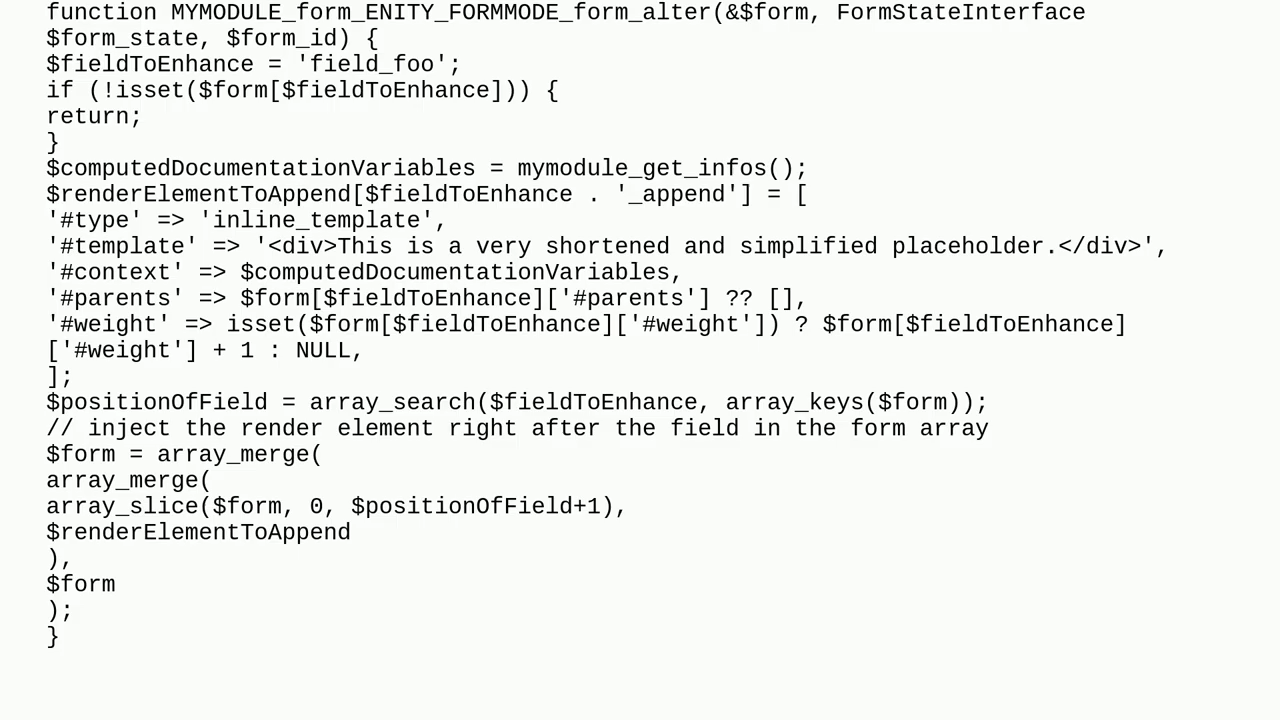 function MYMODULE_form_ENITY_FORMMODE_form_alter(&$form, FormStateInterface
$form_state, $form_id) {
$fieldToEnhance = 'field_foo';
if (!isset($form[$fieldToEnhance])) {
return;
}
$computedDocumentationVariables = mymodule_get_infos();
$renderElementToAppend[$fieldToEnhance . '_append'] = [
'#type' => 'inline_template',
'#template' => '<div>This is a very shortened and simplified placeholder.</div>',
'#context' => $computedDocumentationVariables,
'#parents' => $form[$fieldToEnhance]['#parents'] ?? [],
'#weight' => isset($form[$fieldToEnhance]['#weight']) ? $form[$fieldToEnhance]
['#weight'] + 1 : NULL,
];
$positionOfField = array_search($fieldToEnhance, array_keys($form));
// inject the render element right after the field in the form array
$form = array_merge(
array_merge(
array_slice($form, 0, $positionOfField+1),
$renderElementToAppend
),
$form
);
}